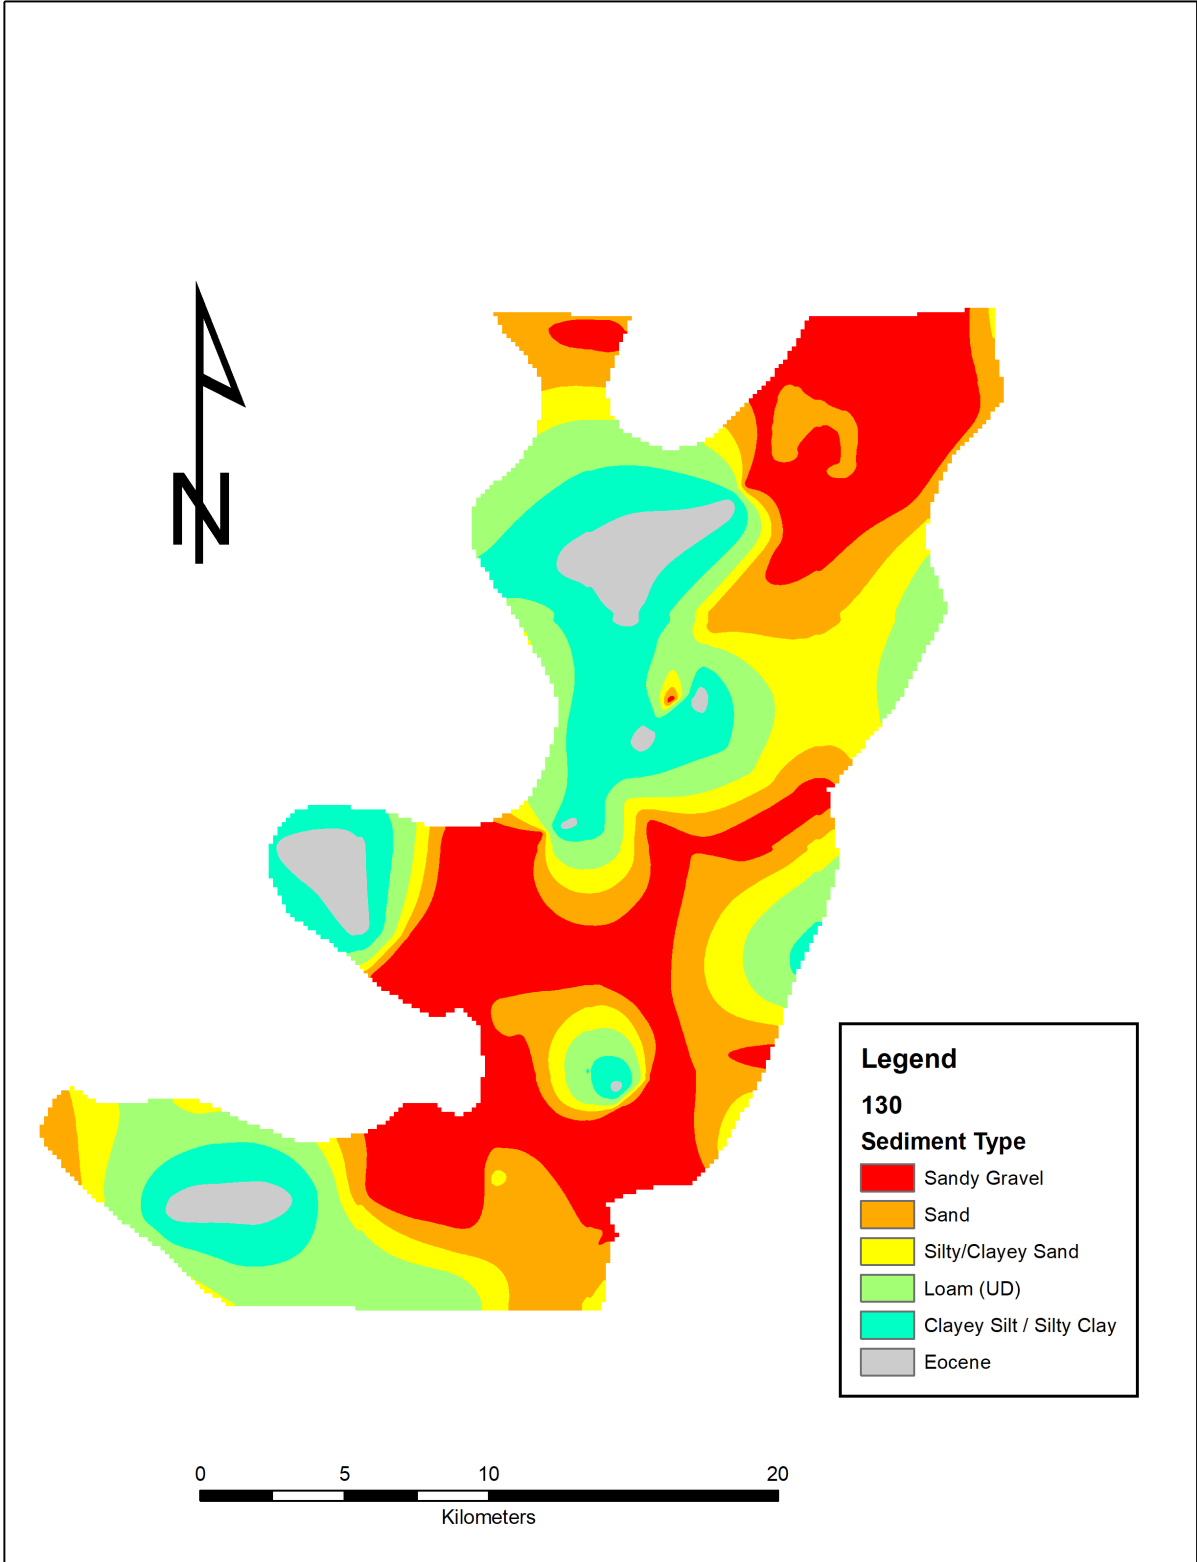 N
Legend
130
Sediment Type
Sandy Gravel
Sand
Silty/Clayey Sand
Loam (UD)
Clayey Silt / Silty Clay
Eocene
0 5 10 20
Kilometers